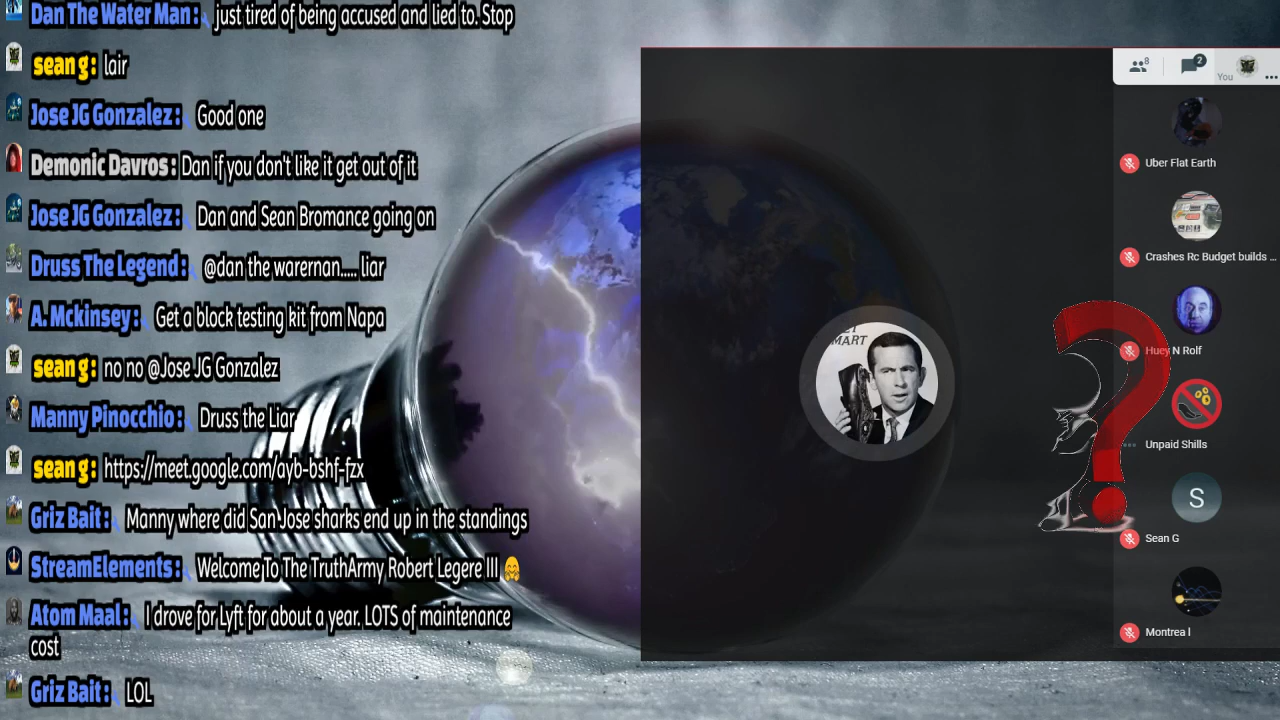 Dan The Water Man: just tired of being accused and lied to. Stop
sean g: lair
Jose JG Gonzalez: Good one
Demonic Davros: Dan if you don't like it get out of it
Jose JG Gonzalez: Dan and Sean Bromance going on
Druss The Legend: @dan the warernan..... liar
A. Mckinsey: Get a block testing kit from Napa
sean g: no no @Jose JG Gonzalez
Manny Pinocchio: Druss the Liar
sean g: https://meet.google.com/ayb-bshf-fzx
Griz Bait: Manny where did San Jose sharks end up in the standings
StreamElements: Welcome To The TruthArmy Robert Legere III 🤗
Atom Maal: I drove for Lyft for about a year. LOTS of maintenance
cost
Griz Bait: LOL
MART
8
2
You
Uber Flat Earth
Crashes Rc Budget builds ...
Huey N Rolf
Unpaid Shills
S
Sean G
Montrea l
?